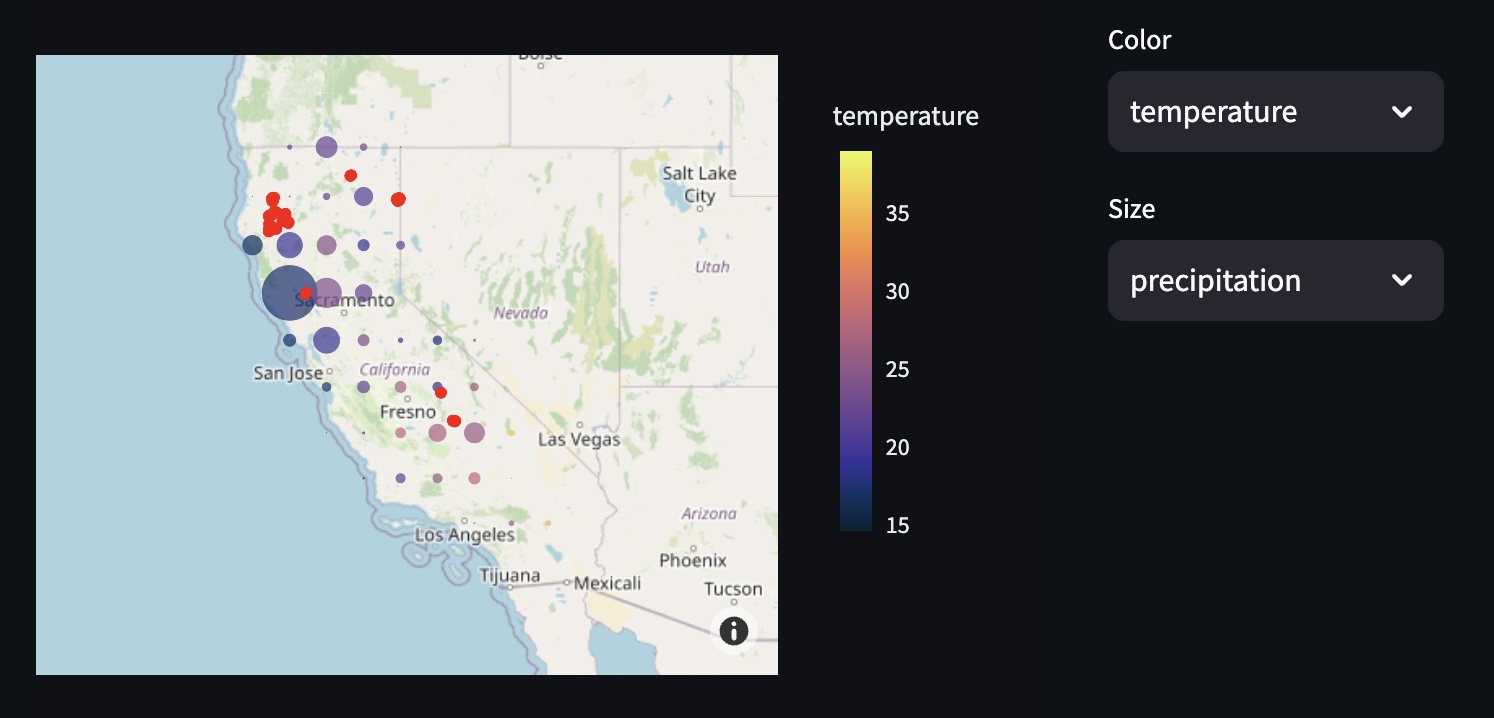 Color
temperature
Size
precipitation
temperature
35
30
25
20
15
Boise
Salt Lake
City
Utah
Nevada
Sacramento
San Jose
California
Fresno
Las Vegas
Arizona
Los Angeles
Phoenix
Tijuana
Mexicali
Tucson